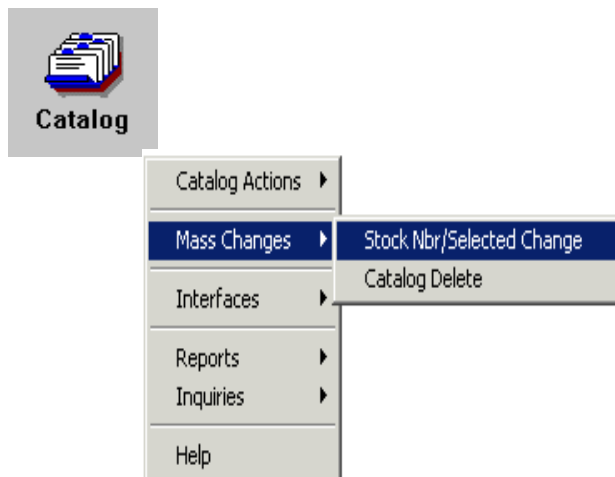 Catalog
Catalog Actions
Mass Changes
Stock Nbr/Selected Change
Catalog Delete
Interfaces
Reports
Inquiries
Help